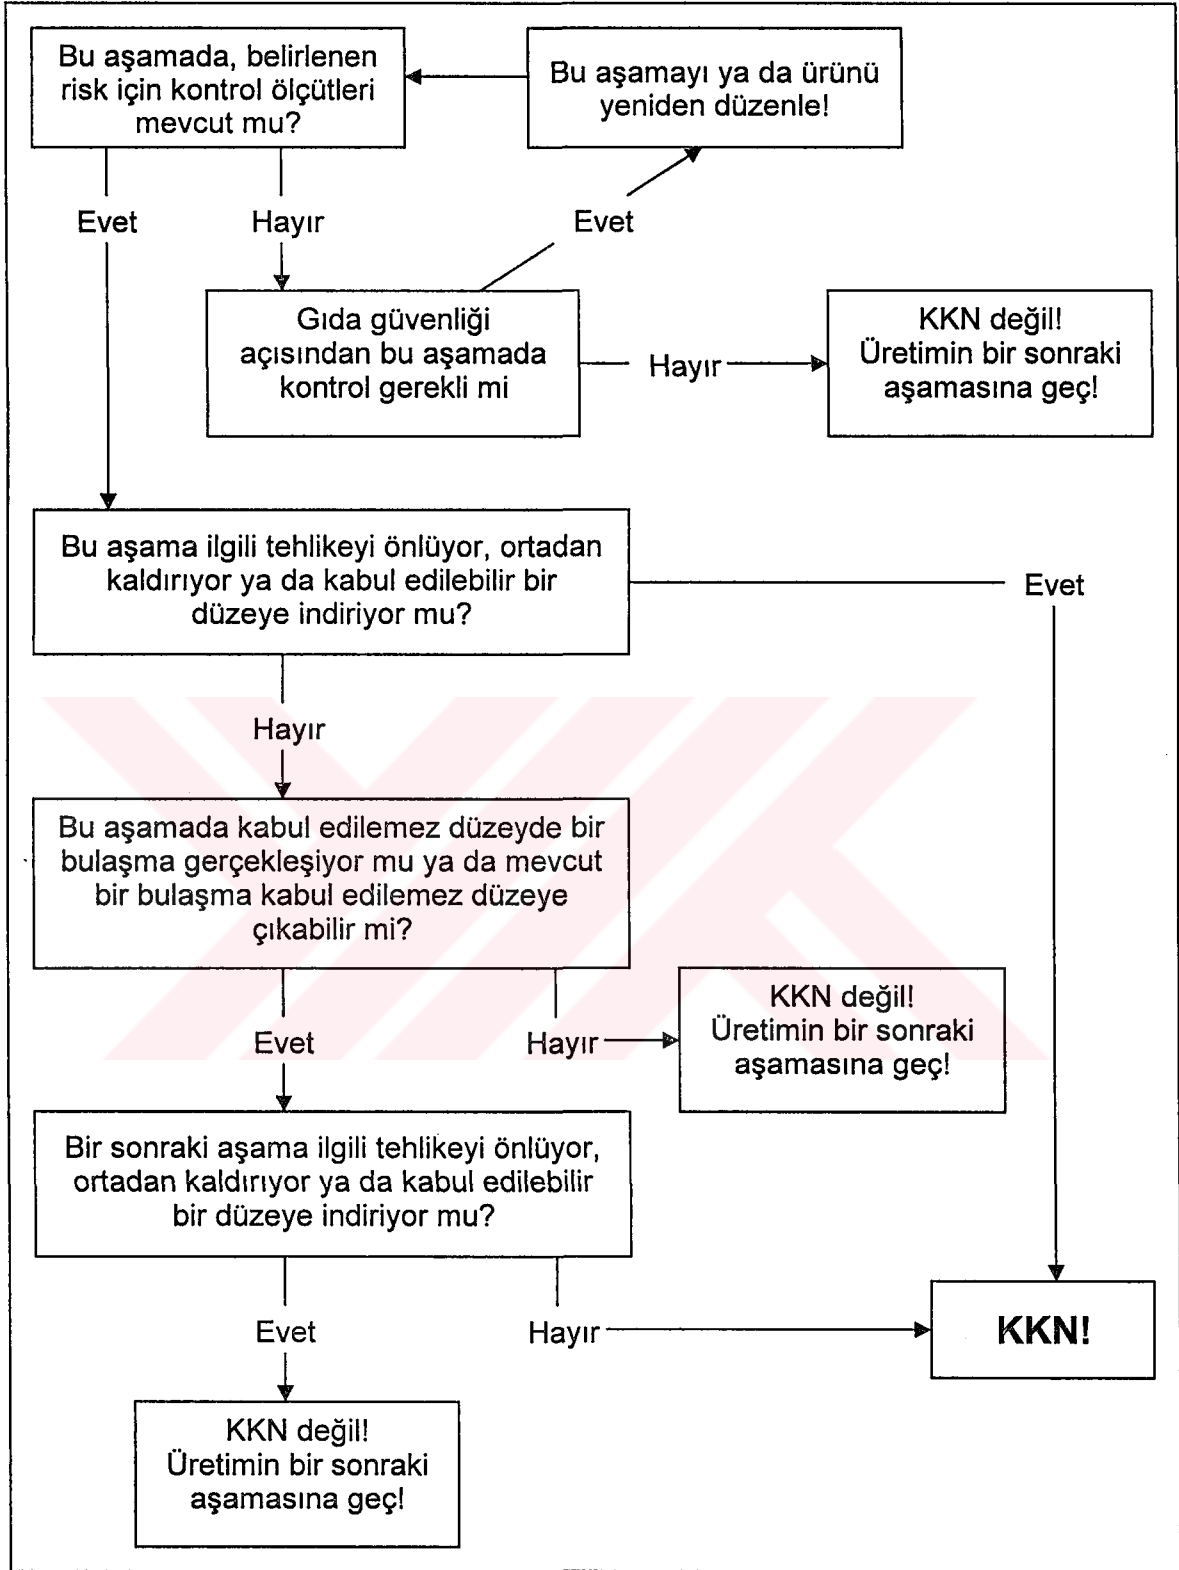 Bu aşamada, belirlenen
risk için kontrol ölçütleri
mevcut mu?
Bu aşamayı ya da ürünü
yeniden düzenle!
Evet
Hayır
Evet
Gıda güvenliği
açısından bu aşamada
kontrol gerekli mi
Hayır
KKN değil!
Üretimin bir sonraki
aşamasına geç!
Bu aşama ilgili tehlikeyi önlüyor, ortadan
kaldırıyor ya da kabul edilebilir bir
düzeye indiriyor mu?
Evet
Hayır
Bu aşamada kabul edilemez düzeyde bir
bulaşma gerçekleşiyor mu ya da mevcut
bir bulaşma kabul edilemez düzeye
çıkabilir mi?
Evet
Hayır
KKN değil!
Üretimin bir sonraki
aşamasına geç!
Bir sonraki aşama ilgili tehlikeyi önlüyor,
ortadan kaldırıyor ya da kabul edilebilir
bir düzeye indiriyor mu?
Evet
Hayır
KKN!
KKN değil!
Üretimin bir sonraki
aşamasına geç!